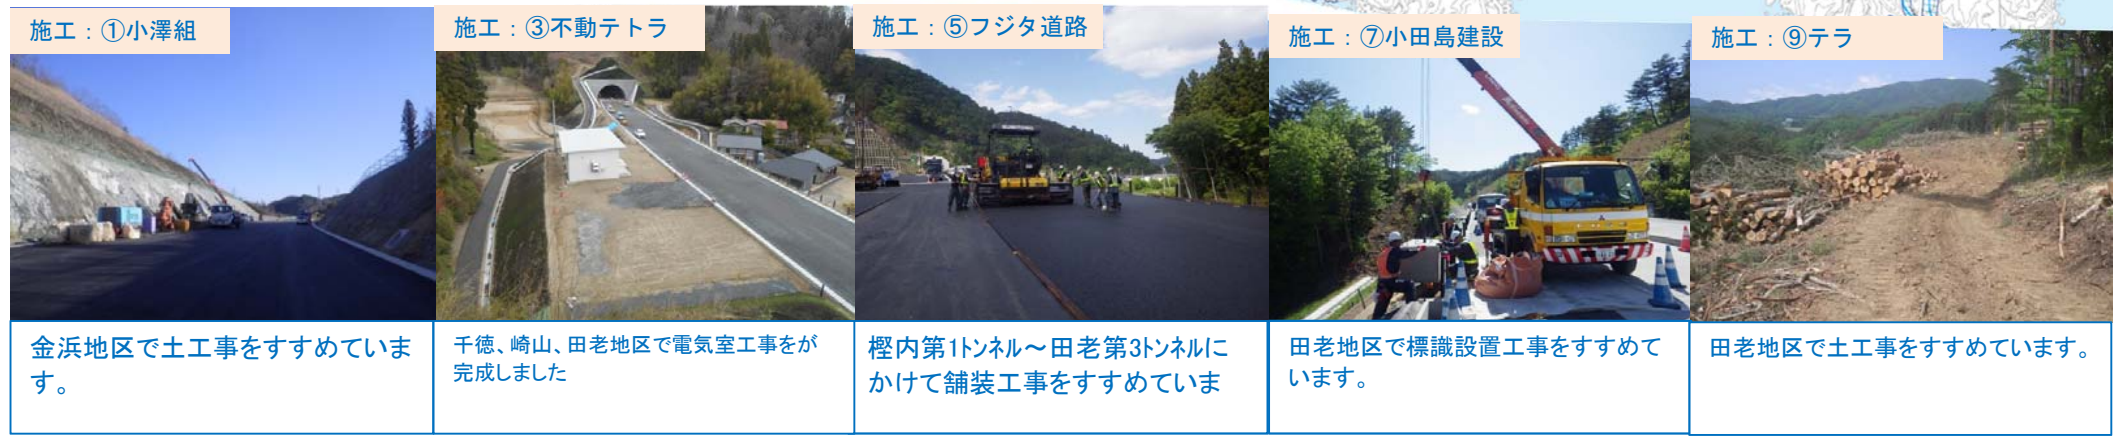 施工：①小澤組
金浜地区で土工事をすすめていま
す。
施工：③不動テトラ
千徳、崎山、田老地区で電気室工事をが
完成しました
施工：⑤フジタ道路
樫内第1トンネル～田老第3トンネルに
かけて舗装工事をすすめていま
施工：⑦小田島建設
田老地区で標識設置工事をすすめて
います。
施工：⑨テラ
田老地区で土工事をすすめています。